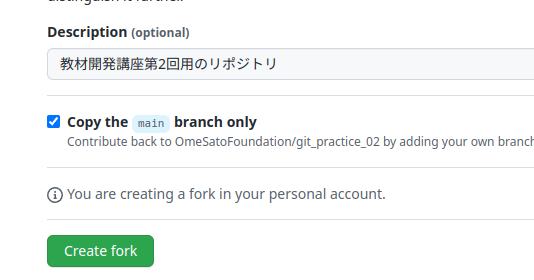 Description (optional)
教材開発講座第2回用のリポジトリ
Copy the main branch only
Contribute back to OmeSatoFoundation/git_practice_02 by adding your own branch
You are creating a fork in your personal account.
Create fork